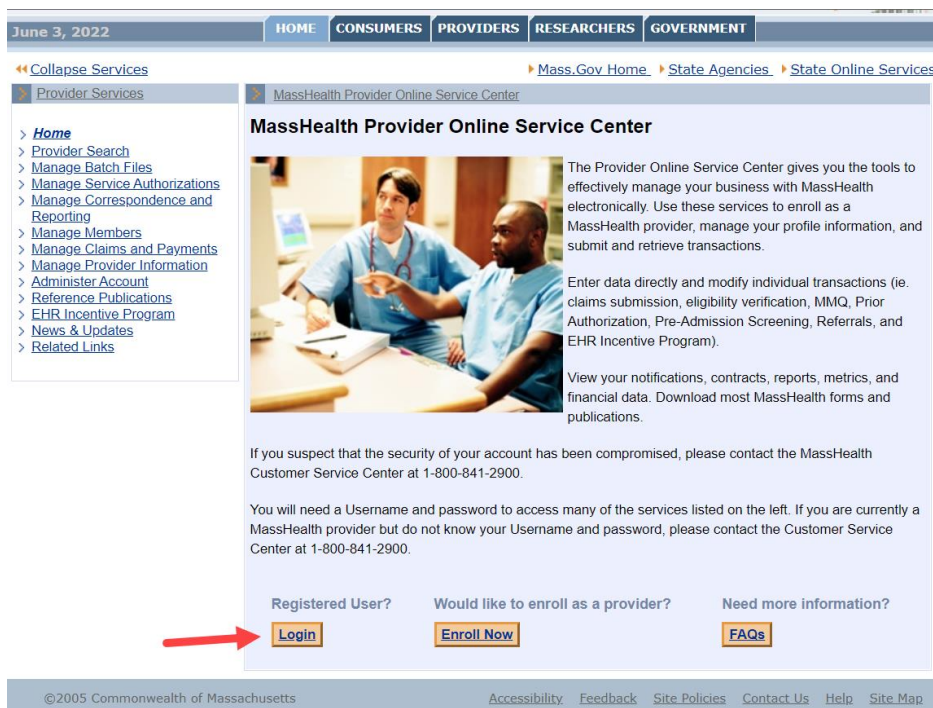 June 3, 2022
HOME CONSUMERS PROVIDERS RESEARCHERS GOVERNMENT
Collapse Services
Mass.Gov Home State Agencies State Online Services
Provider Services
Home
Provider Search
Manage Batch Files
Manage Service Authorizations
Manage Correspondence and
Reporting
Manage Members
Manage Claims and Payments
Manage Provider Information
Administer Account
Reference Publications
EHR Incentive Program
News & Updates
Related Links
MassHealth Provider Online Service Center
MassHealth Provider Online Service Center
The Provider Online Service Center gives you the tools to
effectively manage your business with MassHealth
electronically. Use these services to enroll as a
MassHealth provider, manage your profile information, and
submit and retrieve transactions.
Enter data directly and modify individual transactions (ie.
claims submission, eligibility verification, MMQ, Prior
Authorization, Pre-Admission Screening, Referrals, and
EHR Incentive Program).
View your notifications, contracts, reports, metrics, and
financial data. Download most MassHealth forms and
publications.
If you suspect that the security of your account has been compromised, please contact the MassHealth
Customer Service Center at 1-800-841-2900.
You will need a Username and password to access many of the services listed on the left. If you are currently a
MassHealth provider but do not know your Username and password, please contact the Customer Service
Center at 1-800-841-2900.
Registered User? Would like to enroll as a provider? Need more information?
Login Enroll Now FAQs
©2005 Commonwealth of Massachusetts
Accessibility Feedback Site Policies Contact Us Help Site Map